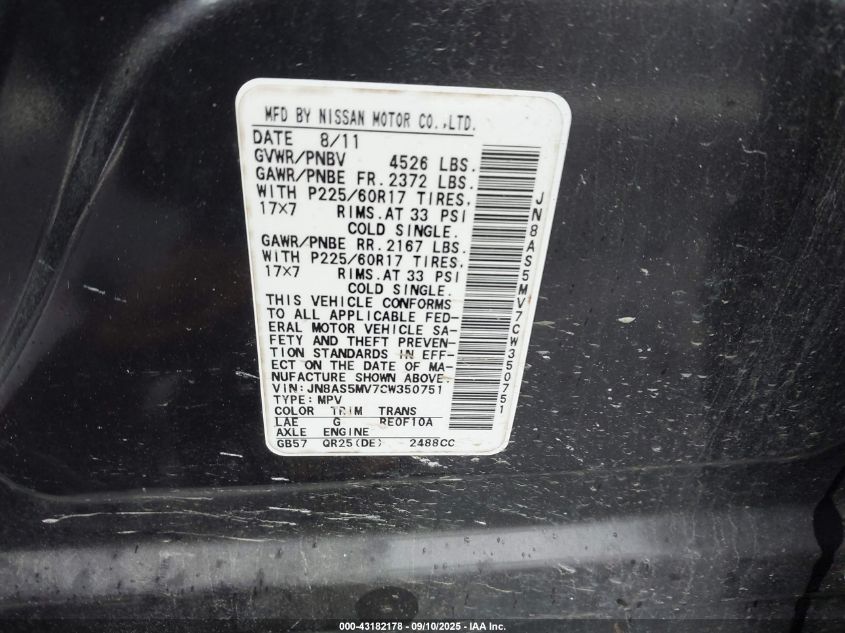 MFD BY NISSAN MOTOR CO.,LTD.
DATE 8/11
GVWR/PNBV 4526 LBS.
GAWR/PNBE FR. 2372 LBS.
WITH P225/60R17 TIRES.
17×7 RIMS. AT 33 PSI
COLD SINGLE.
GAWR/PNBE RR. 2167 LBS.
WITH P225/60R17 TIRES.
17×7 RIMS. AT 33 PSI
COLD SINGLE.
THIS VEHICLE CONFORMS
TO ALL APPLICABLE FED-
ERAL MOTOR VEHICLE SA-
FETY AND THEFT PREVEN-
TION STANDARDS IN EFF-
ECT ON THE DATE OF MA-
NUFACTURE SHOWN ABOVE.
VIN: JN8AS5MV7CW350751
TYPE: MPV
COLOR TRIM TRANS
LAE G RE0F10A
AXLE ENGINE
GB57 QR25(DE) 2488CC
JN8AS5MV7CW350751
000-43182178 - 09/10/2025 - IAA Inc.